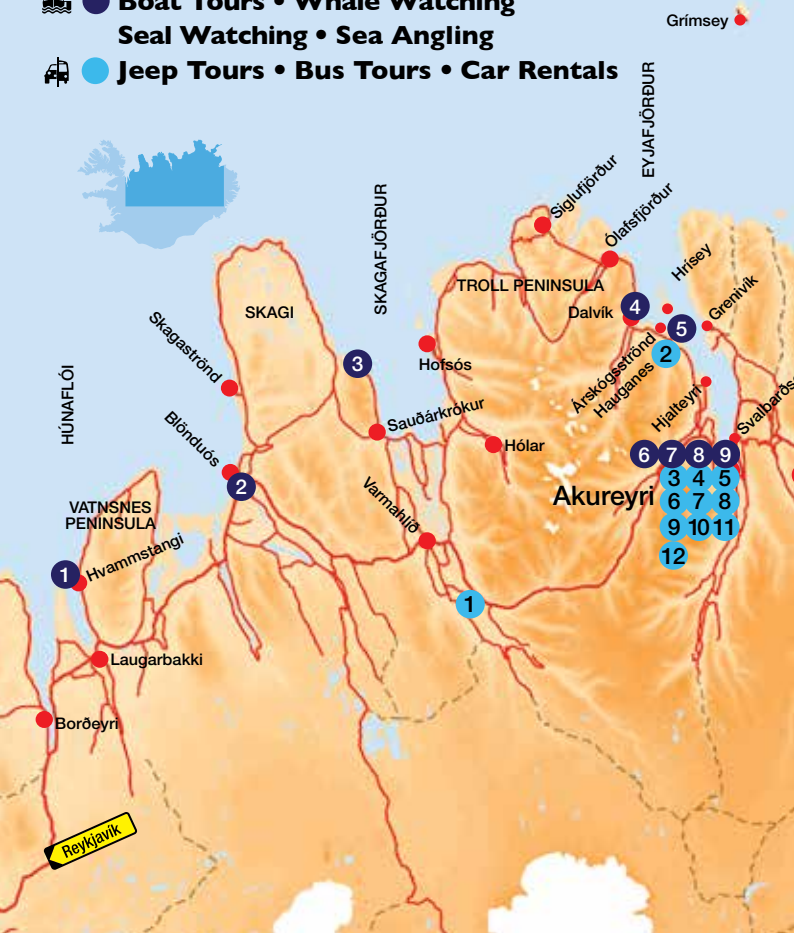 Boat Tours • Whale Watching
Seal Watching • Sea Angling
Jeep Tours • Bus Tours • Car Rentals
Grímsey
EYJAFJÖRÐUR
SKAGAFJÖRÐUR
HÚNAFLÓI
Siglufjörður
Ólafsfjörður
Hrísey
Grenivík
TROLL PENINSULA
Dalvík
4
5
2
SKAGI
Skagaströnd
3
Hofsós
Árskógsströnd
Hauganes
Hjalteyri
Sauðárkrókur
Hólar
Blönduós
2
Varmahlíð
VATNSNES
PENINSULA
Hvammstangi
1
6 7 8 9
Akureyri
3 4 5
6 7 8
9 10 11
12
1
Laugarbakki
Borðeyri
Reykjavík